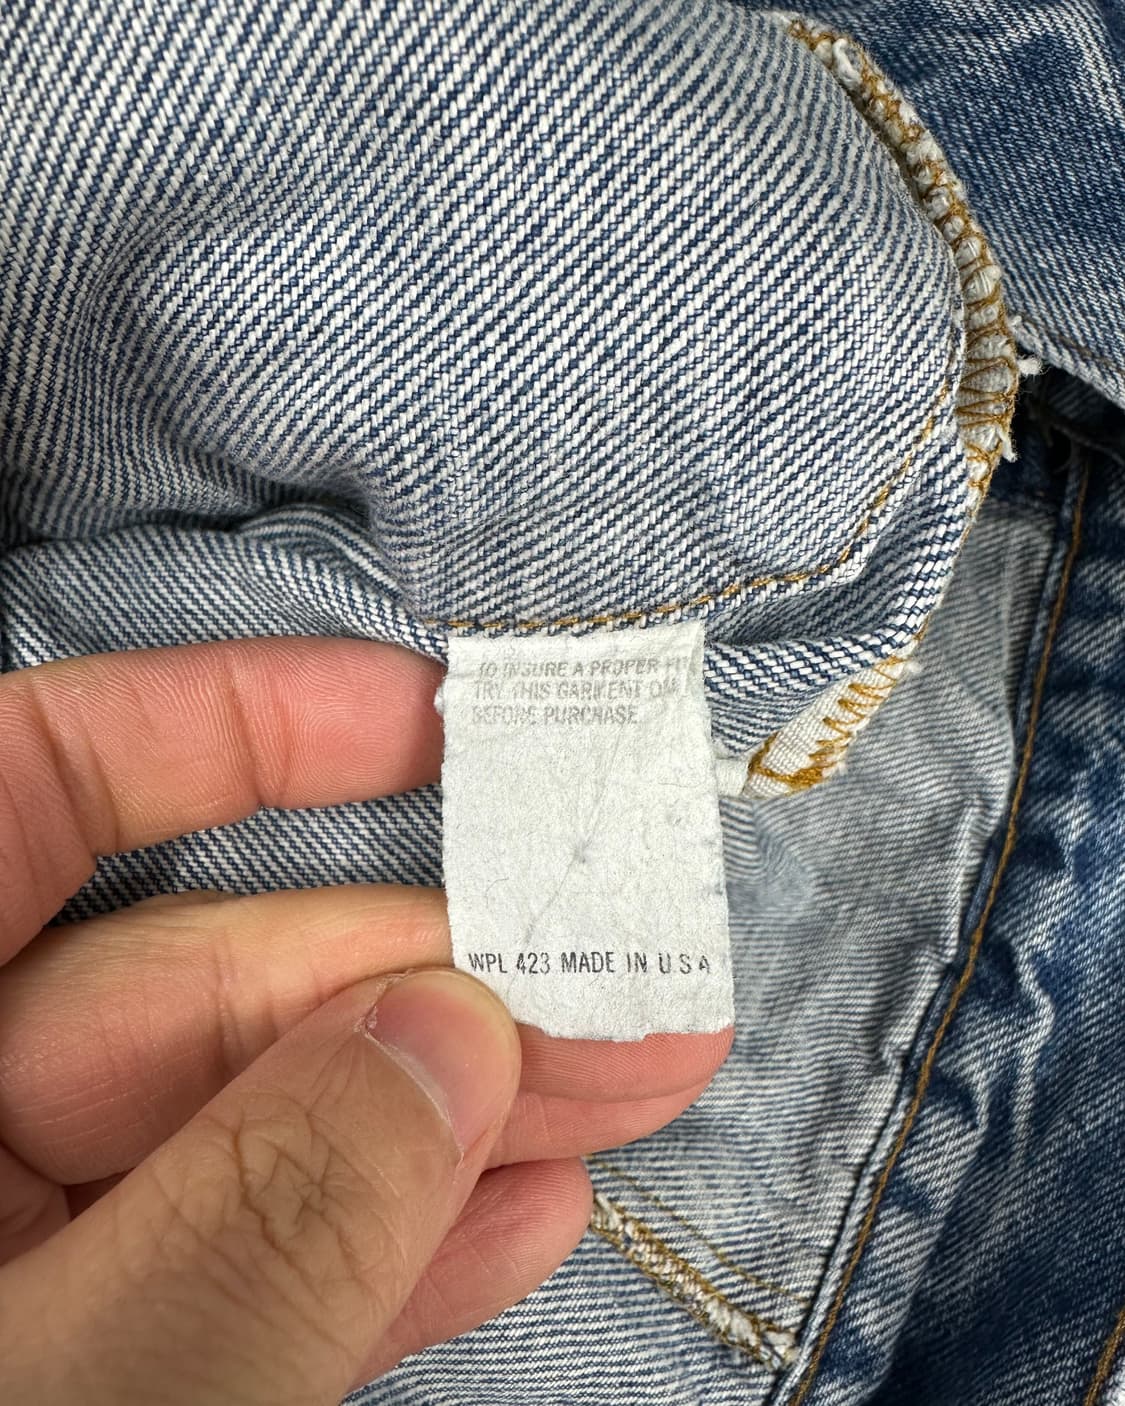 TO INSURE A PROPER FIT
TRY THIS GARMENT ON
BEFORE PURCHASE
WPL 423 MADE IN U S A